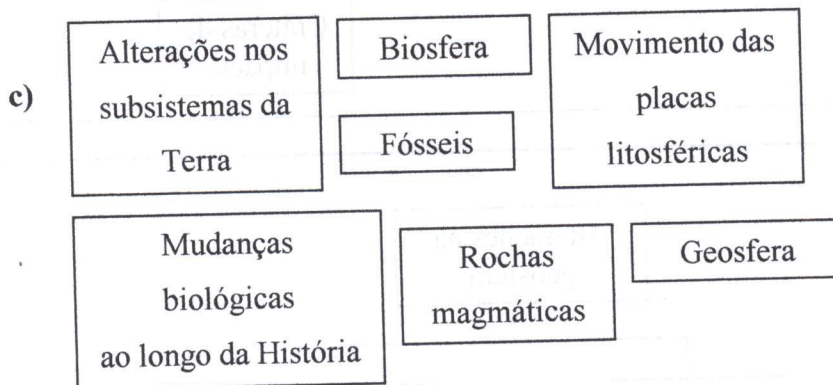 c)
Alterações nos
subsistemas da
Terra
Biosfera
Fósseis
Movimento das
placas
litosféricas
Mudanças
biológicas
ao longo da História
Rochas
magmáticas
Geosfera